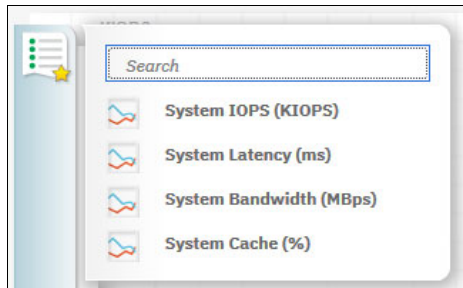 Search
System IOPS (KIOPS)
System Latency (ms)
System Bandwidth (MBps)
System Cache (%)